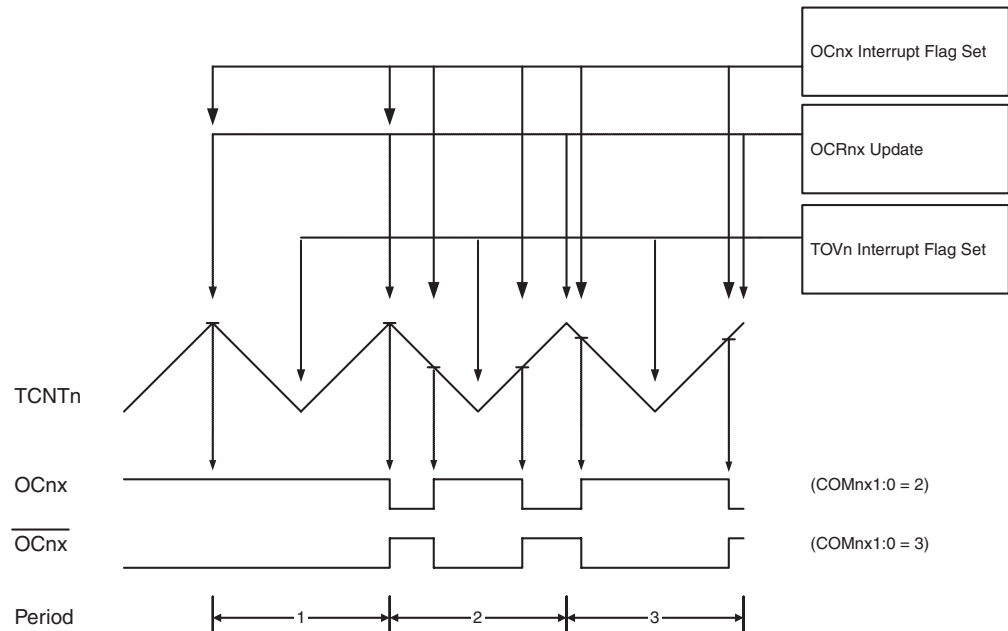 OCnx Interrupt Flag Set
OCRnx Update
TOVn Interrupt Flag Set
TCNTn
OCnx (COMnx1:0 = 2)
OCnx (COMnx1:0 = 3)
Period 1 2 3